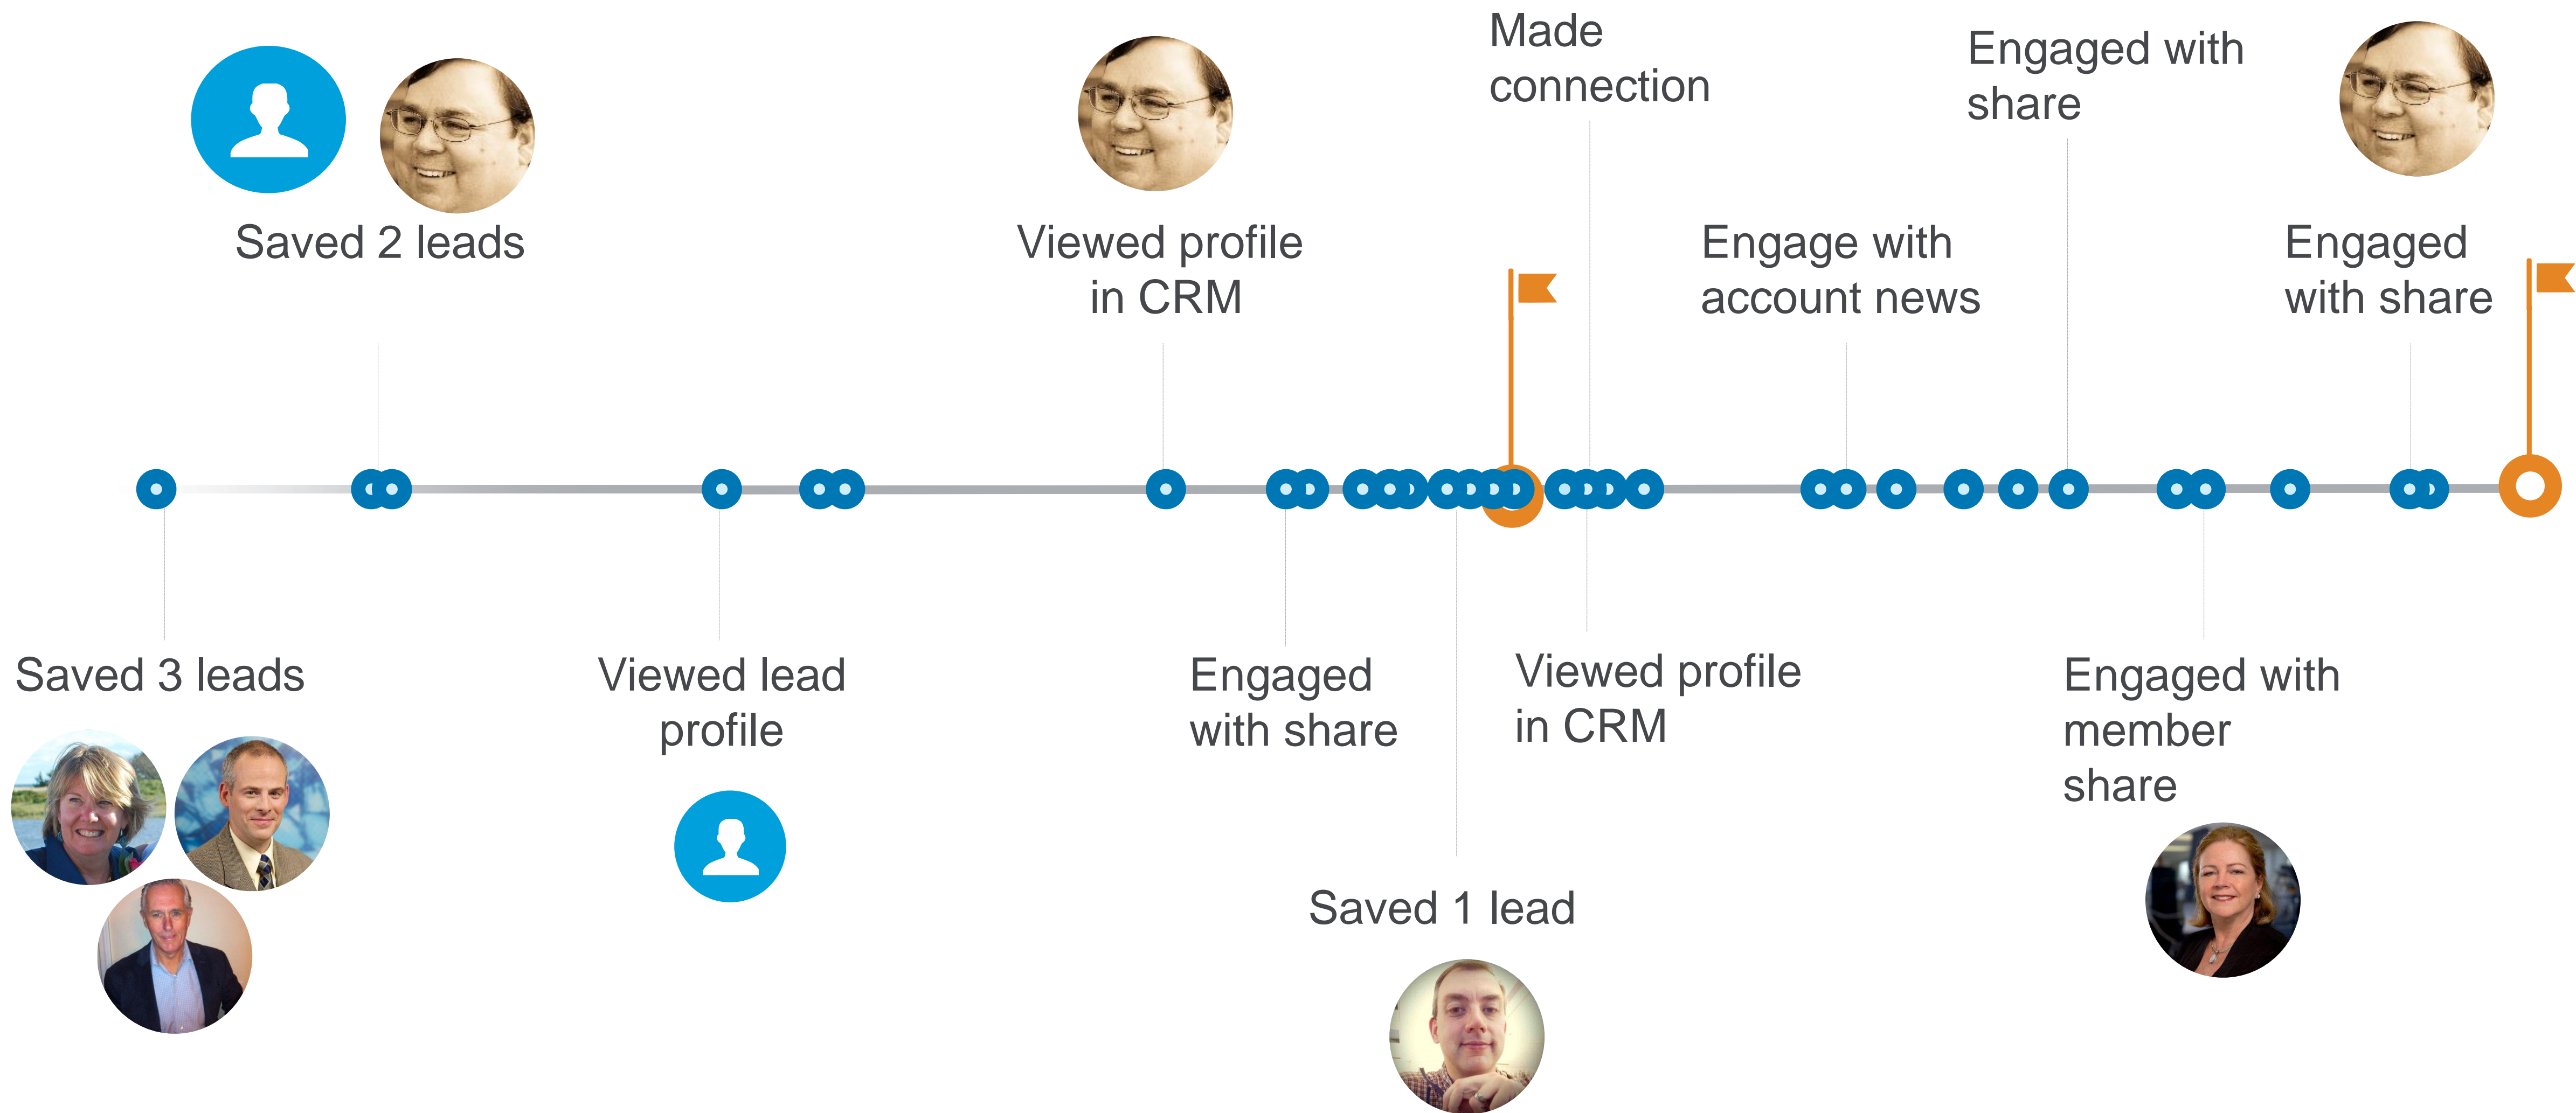 Saved 2 leads
Viewed profile
in CRM
Made
connection
Engage with
account news
Engaged with
share
Engaged
with share
Saved 3 leads
Viewed lead
profile
Engaged
with share
Saved 1 lead
Viewed profile
in CRM
Engaged with
member
share